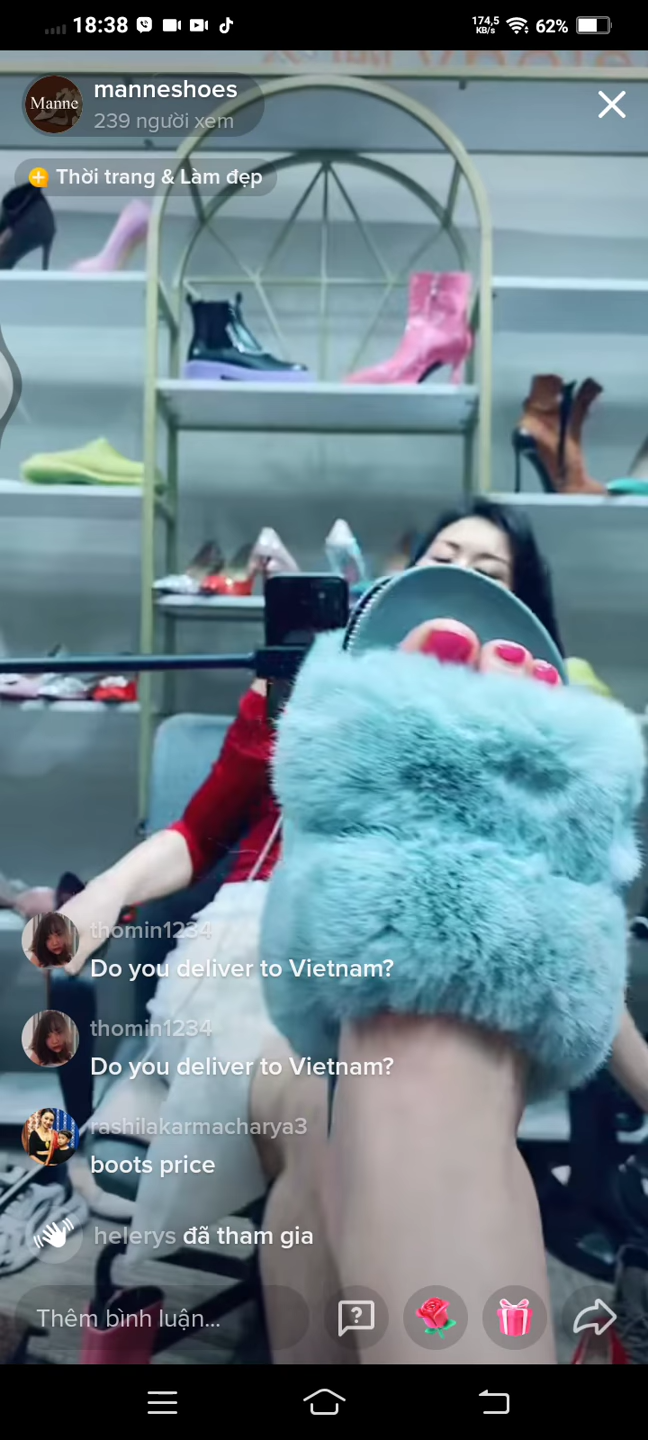 18:38
174,5
KB/s
62%
Manne
manneshoes
239 người xem
Thời trang & Làm đẹp
thomin1234
Do you deliver to Vietnam?
thomin1234
Do you deliver to Vietnam?
rashilakarmacharya3
boots price
helerys đã tham gia
Thêm bình luận...